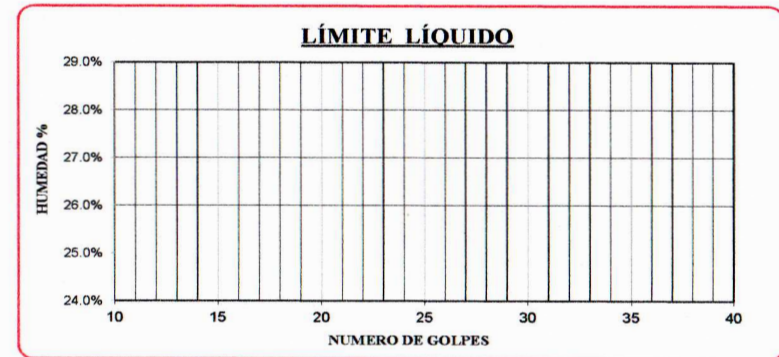 LÍMITE LÍQUIDO
29.0%
28.0%
27.0%
26.0%
25.0%
24.0%
HUMEDAD %
10 15 20 25 30 35 40
NUMERO DE GOLPES